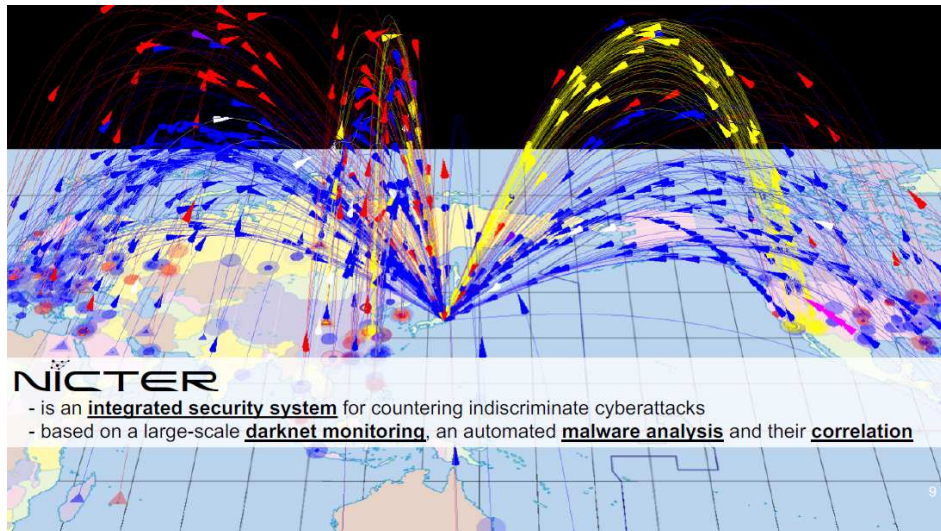 NICTER
- is an integrated security system for countering indiscriminate cyberattacks
- based on a large-scale darknet monitoring, an automated malware analysis and their correlation
9